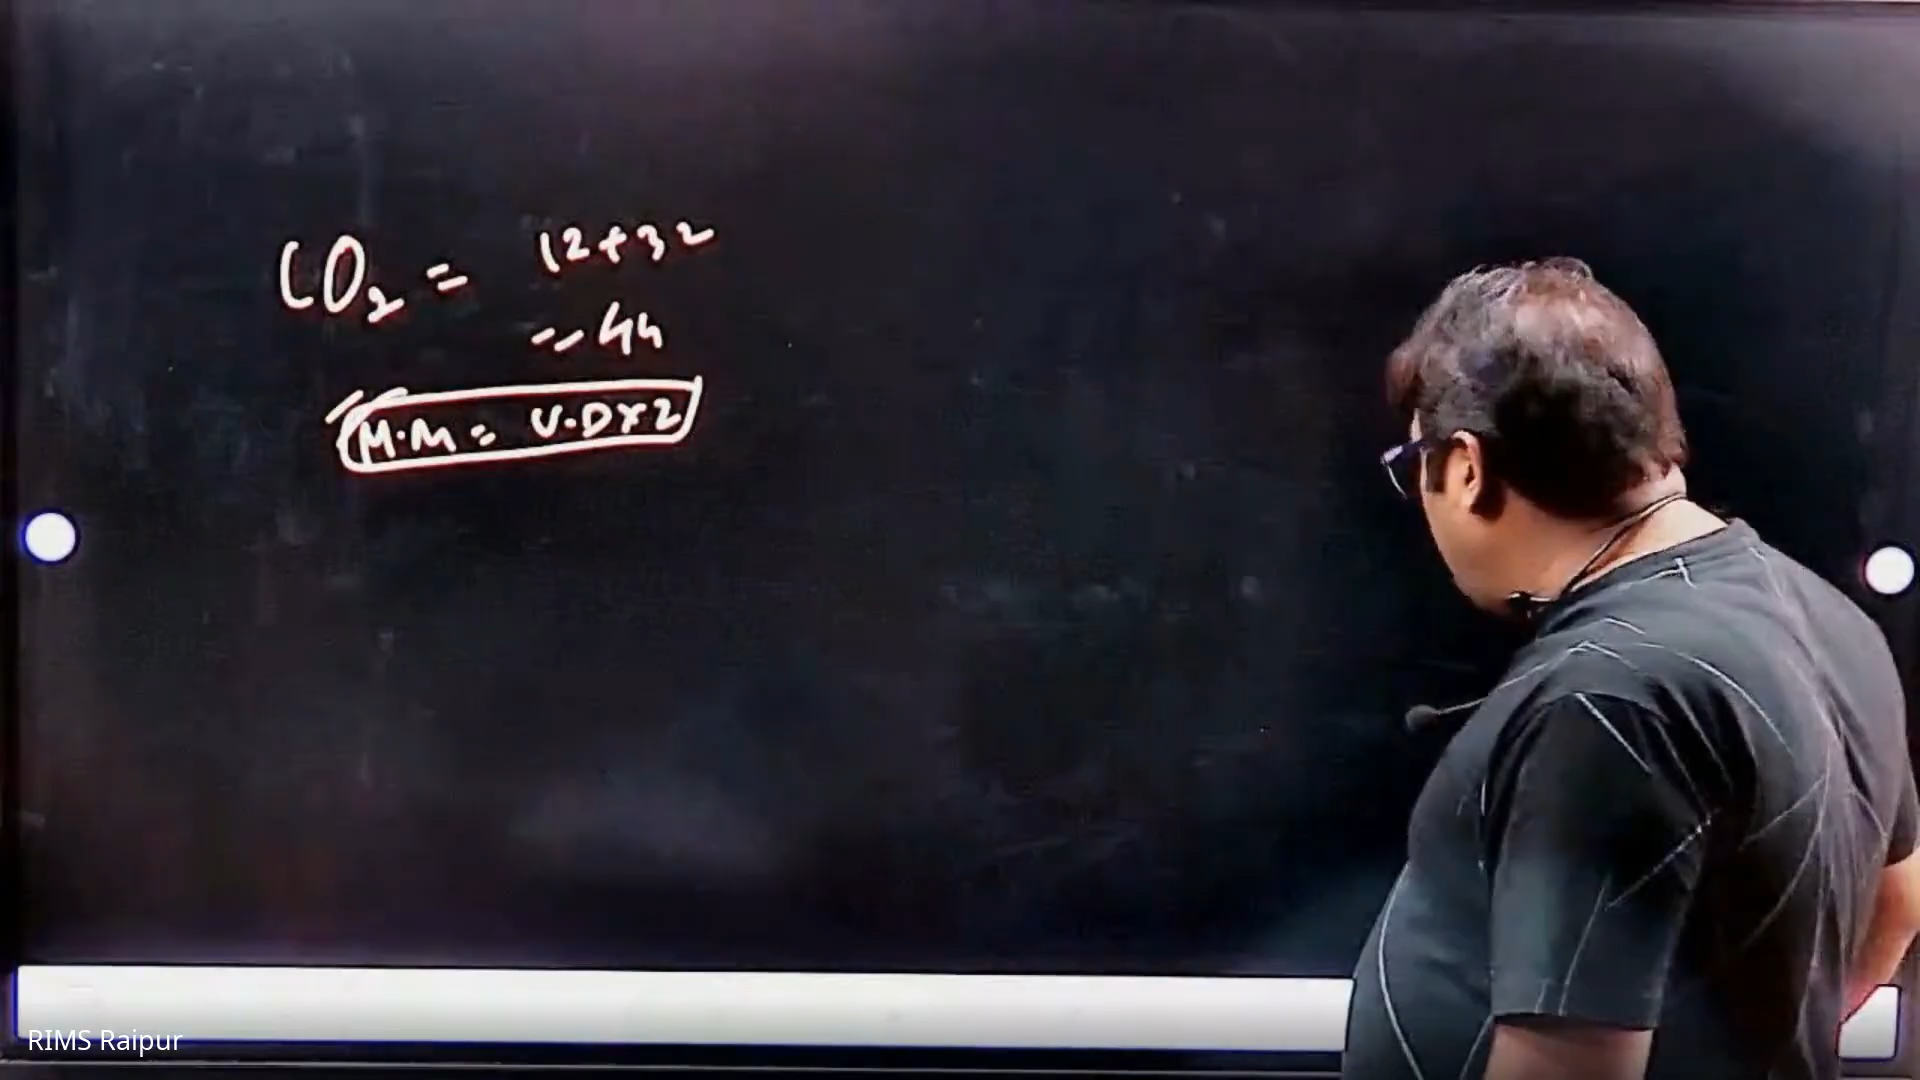 CO₂ = 12+32
= 44
M.M = V.D×2
RIMS Raipur